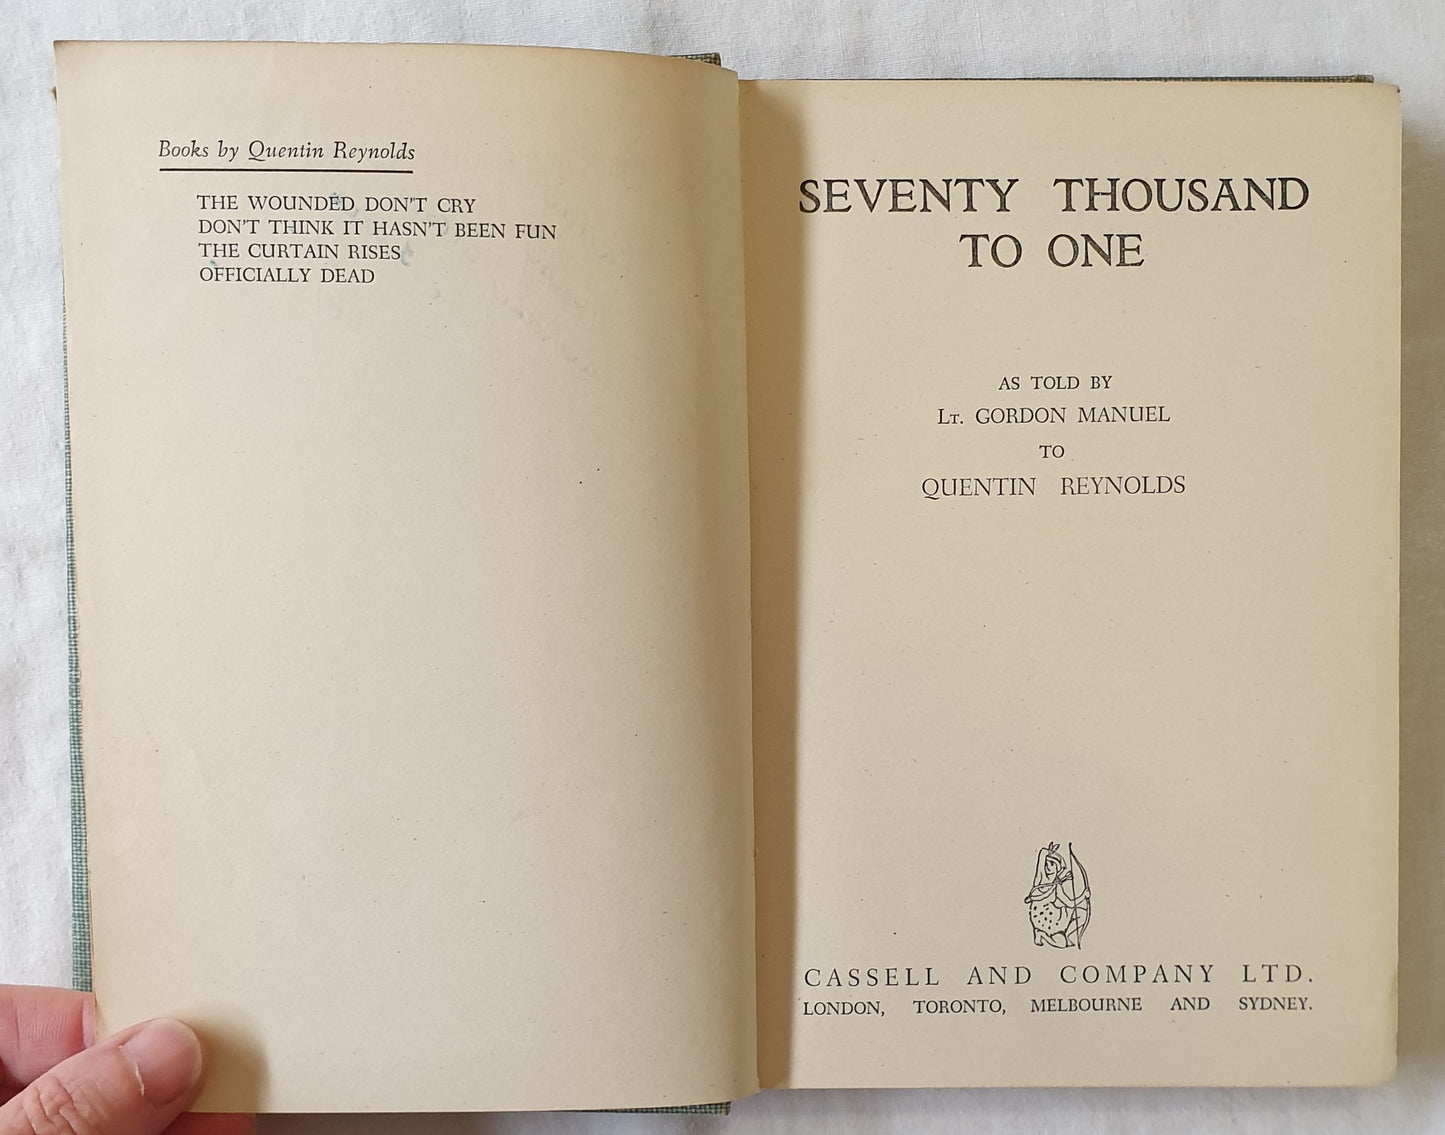 Books by Quentin Reynolds
THE WOUNDED DON'T CRY
DON'T THINK IT HASN'T BEEN FUN
THE CURTAIN RISES
OFFICIALLY DEAD
SEVENTY THOUSAND
TO ONE
AS TOLD BY
LT. GORDON MANUEL
TO
QUENTIN REYNOLDS
CASSELL AND COMPANY LTD.
LONDON, TORONTO, MELBOURNE AND SYDNEY.